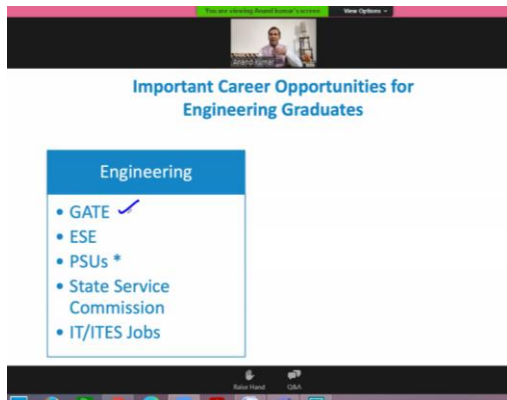 You are viewing Anand kumar's screen View Options
Anand Kumar
Important Career Opportunities for
Engineering Graduates
Engineering
• GATE
• ESE
• PSUs *
• State Service
Commission
• IT/ITES Jobs
Raise Hand Q&A